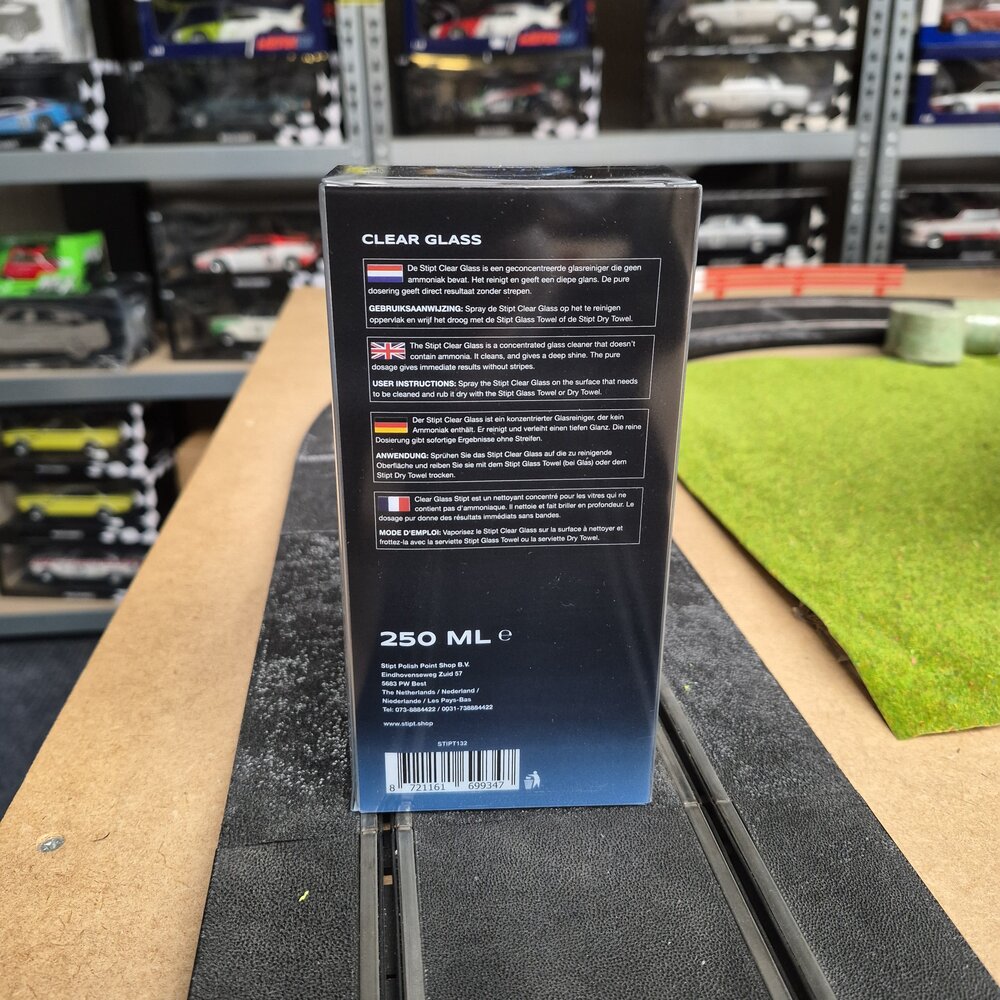 CLEAR GLASS
De Stipt Clear Glass is een geconcentreerde glasreiniger die geen
ammoniak bevat. Het reinigt en geeft een diepe glans. De pure
dosering geeft direct resultaat zonder strepen.
GEBRUIKSAANWIJZING: Spray de Stipt Clear Glass op het te reinigen
oppervlak en wrijf het droog met de Stipt Glass Towel of de Stipt Dry Towel.
The Stipt Clear Glass is a concentrated glass cleaner that doesn't
contain ammonia. It cleans, and gives a deep shine. The pure
dosage gives immediate results without stripes.
USER INSTRUCTIONS: Spray the Stipt Clear Glass on the surface that needs
to be cleaned and rub it dry with the Stipt Glass Towel or Dry Towel.
Der Stipt Clear Glass ist ein konzentrierter Glasreiniger, der kein
Ammoniak enthält. Er reinigt und verleiht einen tiefen Glanz. Die reine
Dosierung gibt sofortige Ergebnisse ohne Streifen.
ANWENDUNG: Sprühen Sie das Stipt Clear Glass auf die zu reinigende
Oberfläche und reiben Sie sie mit dem Stipt Glass Towel (bei Glas) oder dem
Stipt Dry Towel trocken.
Clear Glass Stipt est un nettoyant concentré pour les vitres qui ne
contient pas d'ammoniaque. Il nettoie et fait briller en profondeur. Le
dosage pur donne des résultats immédiats sans bandes.
MODE D'EMPLOI: Vaporisez le Stipt Clear Glass sur la surface à nettoyer et
frottez-la avec la serviette Stipt Glass Towel ou la serviette Dry Towel.
250 ML ℮
Stipt Polish Point Shop B.V.
Eindhovenseweg Zuid 57
5683 PW Best
The Netherlands / Nederland /
Niederlande / Les Pays-Bas
Tel: 073-8884422 / 0031-738884422
www.stipt.shop
STIPT132
8 721161 699347